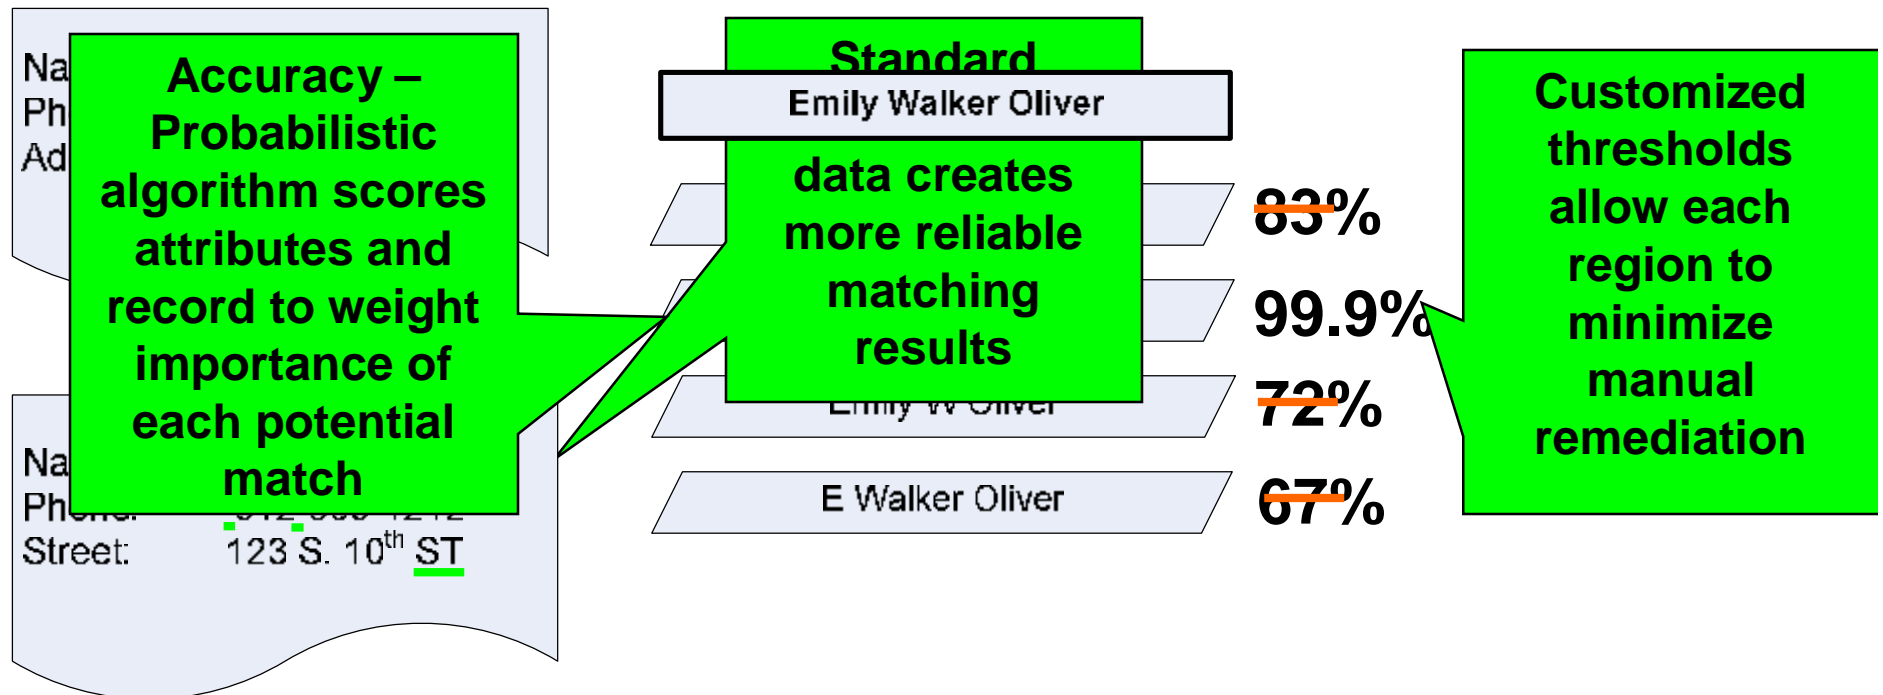 Na
Ph
Ad
Accuracy –
Probabilistic
algorithm scores
attributes and
record to weight
importance of
each potential
match
Na
Street: 123 S. 10th ST
Standard
Emily Walker Oliver
data creates
more reliable
matching
results
83%
99.9%
Emily W Oliver
72%
E Walker Oliver
67%
Customized
thresholds
allow each
region to
minimize
manual
remediation